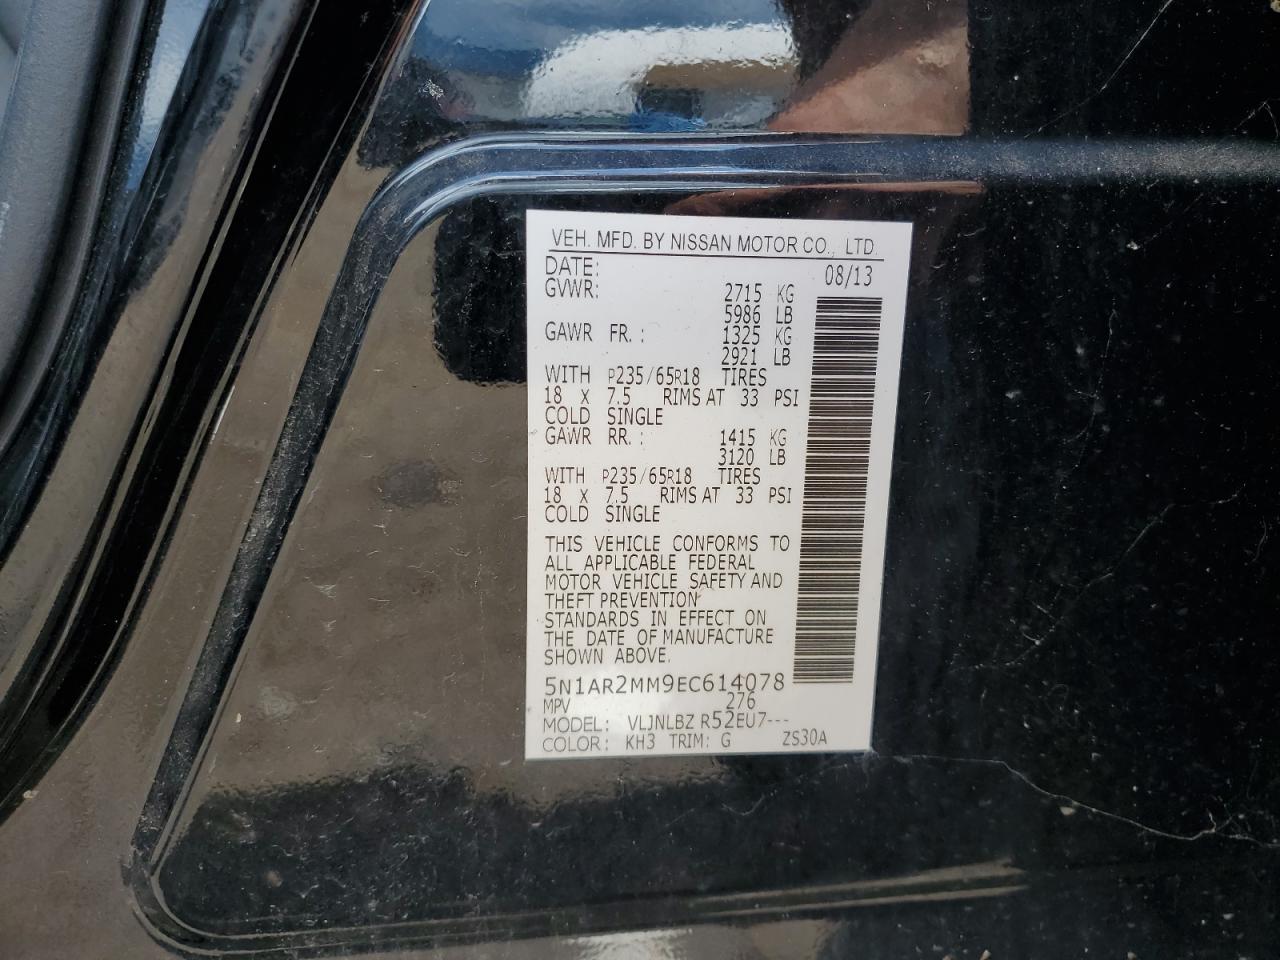 VEH. MFD. BY NISSAN MOTOR CO., LTD.
DATE: 08/13
GVWR: 2715 KG
5986 LB
GAWR FR.: 1325 KG
2921 LB
WITH P235/65R18 TIRES
18 X 7.5 RIMS AT 33 PSI
COLD SINGLE
GAWR RR.: 1415 KG
3120 LB
WITH P235/65R18 TIRES
18 X 7.5 RIMS AT 33 PSI
COLD SINGLE
THIS VEHICLE CONFORMS TO
ALL APPLICABLE FEDERAL
MOTOR VEHICLE SAFETY AND
THEFT PREVENTION
STANDARDS IN EFFECT ON
THE DATE OF MANUFACTURE
SHOWN ABOVE.
5N1AR2MM9EC614078
MPV 276
MODEL: VLJNLBZ R52EU7---
COLOR: KH3 TRIM: G ZS30A